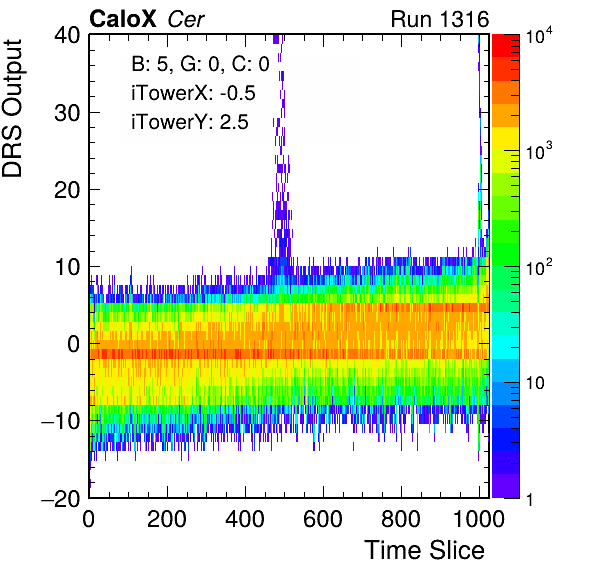 CaloX Cer Run 1316
B: 5, G: 0, C: 0
iTowerX: -0.5
iTowerY: 2.5
DRS Output
40
30
20
10
0
−10
−20
0 200 400 600 800 1000
Time Slice
10^4
10^3
10^2
10
1